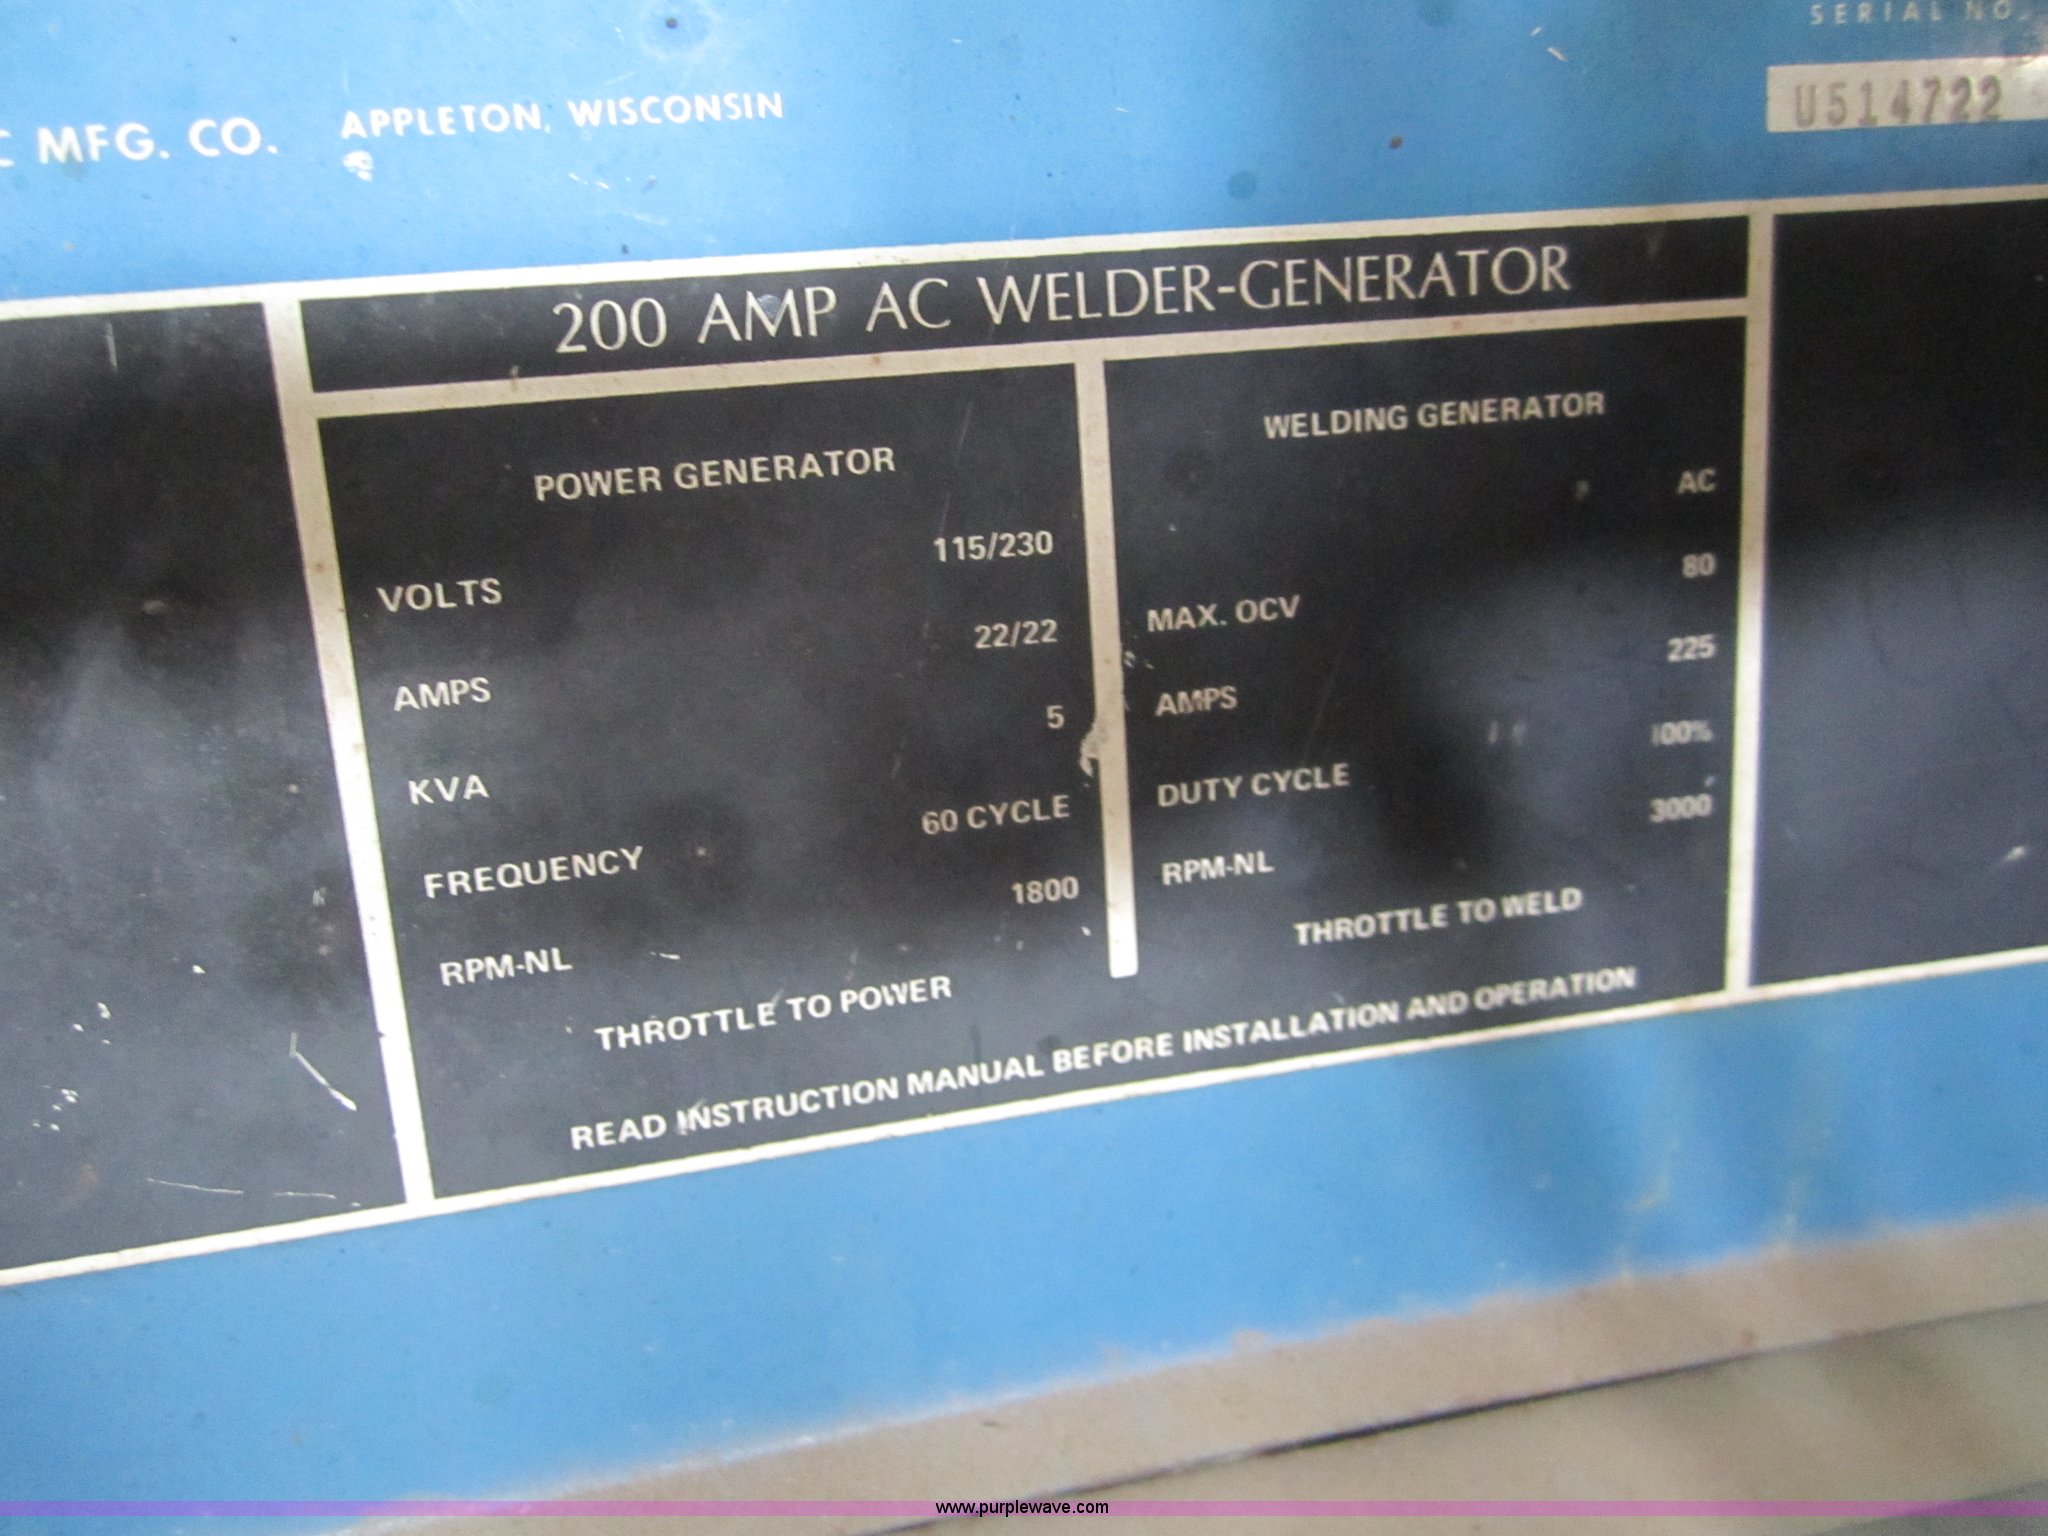 SERIAL NO.
U514722
C MFG. CO. APPLETON, WISCONSIN
200 AMP AC WELDER-GENERATOR
POWER GENERATOR
VOLTS 115/230
AMPS 22/22
KVA 5
FREQUENCY 60 CYCLE
RPM-NL 1800
THROTTLE TO POWER
WELDING GENERATOR
AC
MAX. OCV 80
AMPS 225
DUTY CYCLE 100%
RPM-NL 3000
THROTTLE TO WELD
READ INSTRUCTION MANUAL BEFORE INSTALLATION AND OPERATION
www.purplewave.com